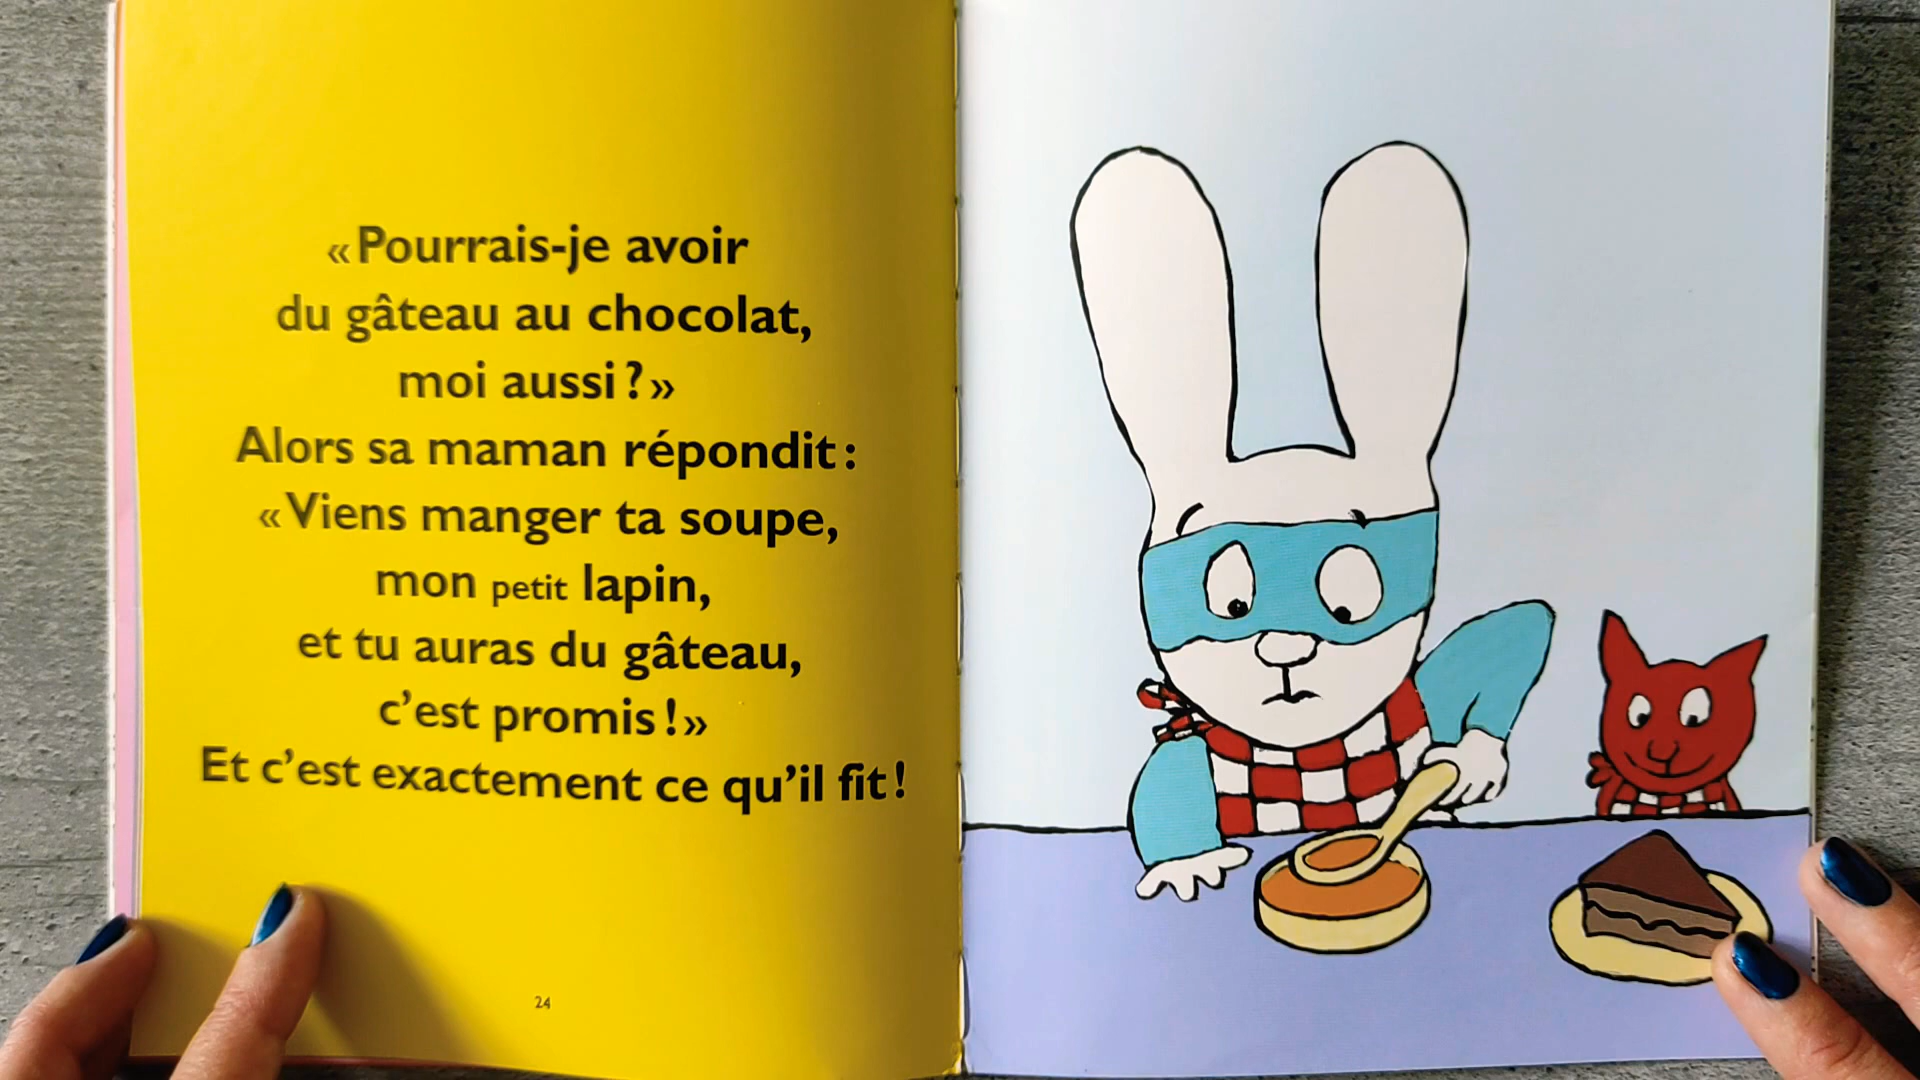 « Pourrais-je avoir
du gâteau au chocolat,
moi aussi ? »
Alors sa maman répondit :
« Viens manger ta soupe,
mon petit lapin,
et tu auras du gâteau,
c’est promis ! »
Et c’est exactement ce qu’il fit !
24